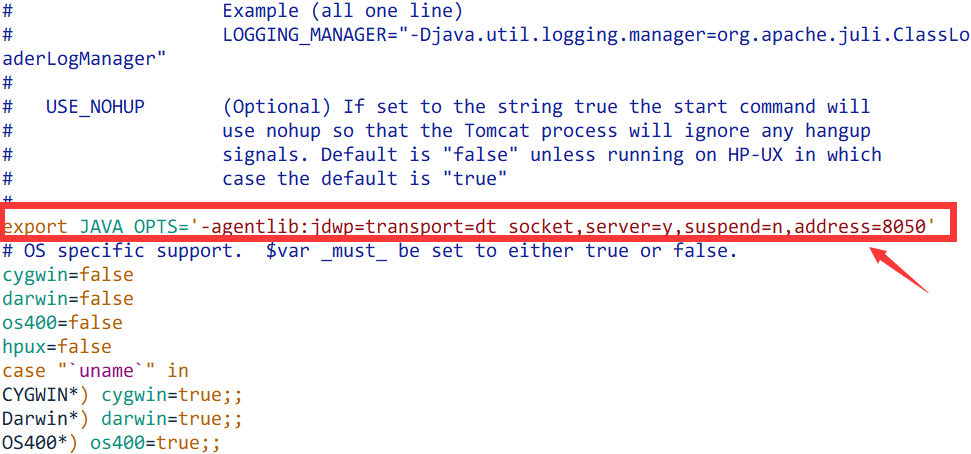 #                   Example (all one line)
#                   LOGGING_MANAGER="-Djava.util.logging.manager=org.apache.juli.ClassLo
aderLogManager"
#
#   USE_NOHUP       (Optional) If set to the string true the start command will
#                   use nohup so that the Tomcat process will ignore any hangup
#                   signals. Default is "false" unless running on HP-UX in which
#                   case the default is "true"
#
export JAVA_OPTS='-agentlib:jdwp=transport=dt_socket,server=y,suspend=n,address=8050'
# OS specific support.  $var _must_ be set to either true or false.
cygwin=false
darwin=false
os400=false
hpux=false
case "`uname`" in
CYGWIN*) cygwin=true;;
Darwin*) darwin=true;;
OS400*) os400=true;;